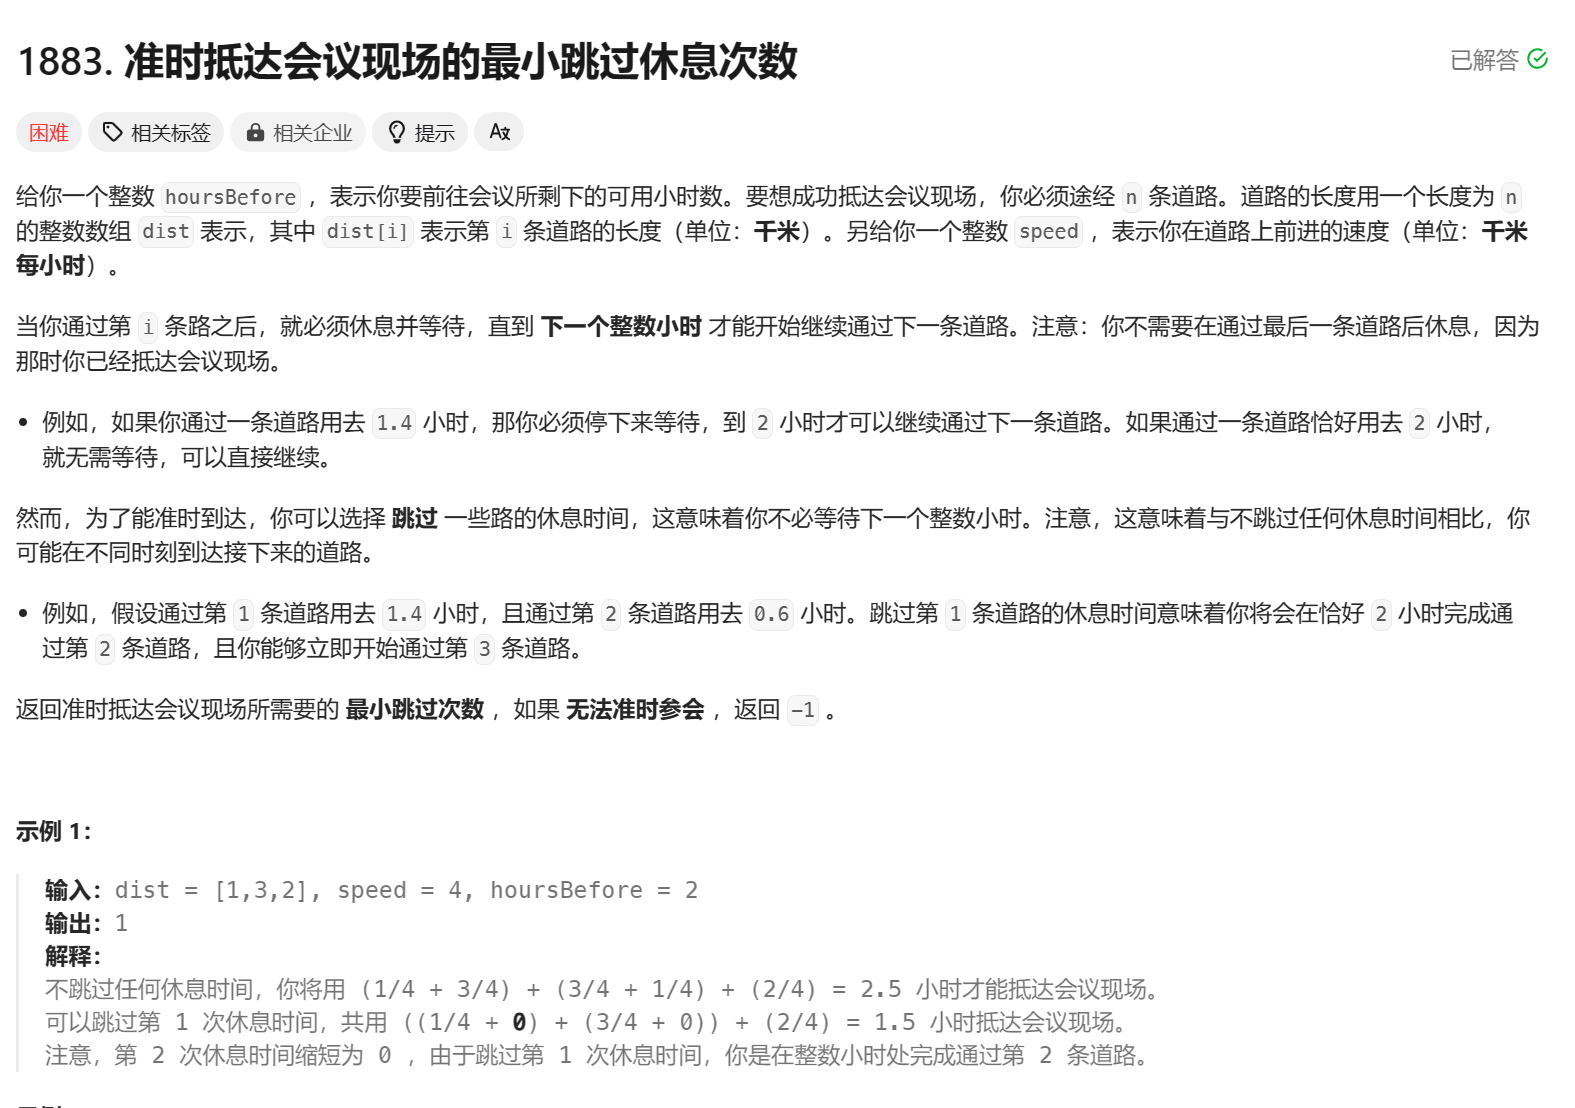 1883. 准时抵达会议现场的最小跳过休息次数
已解答
困难 相关标签 相关企业 提示
给你一个整数 hoursBefore ，表示你要前往会议所剩下的可用小时数。要想成功抵达会议现场，你必须途经 n 条道路。道路的长度用一个长度为 n
的整数数组 dist 表示，其中 dist[i] 表示第 i 条道路的长度（单位：千米）。另给你一个整数 speed ，表示你在道路上前进的速度（单位：千米
每小时）。
当你通过第 i 条路之后，就必须休息并等待，直到 下一个整数小时 才能开始继续通过下一条道路。注意：你不需要在通过最后一条道路后休息，因为
那时你已经抵达会议现场。
• 例如，如果你通过一条道路用去 1.4 小时，那你必须停下来等待，到 2 小时才可以继续通过下一条道路。如果通过一条道路恰好用去 2 小时，
就无需等待，可以直接继续。
然而，为了能准时到达，你可以选择 跳过 一些路的休息时间，这意味着你不必等待下一个整数小时。注意，这意味着与不跳过任何休息时间相比，你
可能在不同时刻到达接下来的道路。
• 例如，假设通过第 1 条道路用去 1.4 小时，且通过第 2 条道路用去 0.6 小时。跳过第 1 条道路的休息时间意味着你将会在恰好 2 小时完成通
过第 2 条道路，且你能够立即开始通过第 3 条道路。
返回准时抵达会议现场所需要的 最小跳过次数 ，如果 无法准时参会 ，返回 -1 。
示例 1：
输入：dist = [1,3,2], speed = 4, hoursBefore = 2
输出：1
解释：
不跳过任何休息时间，你将用 (1/4 + 3/4) + (3/4 + 1/4) + (2/4) = 2.5 小时才能抵达会议现场。
可以跳过第 1 次休息时间，共用 ((1/4 + 0) + (3/4 + 0)) + (2/4) = 1.5 小时抵达会议现场。
注意，第 2 次休息时间缩短为 0 ，由于跳过第 1 次休息时间，你是在整数小时处完成通过第 2 条道路。